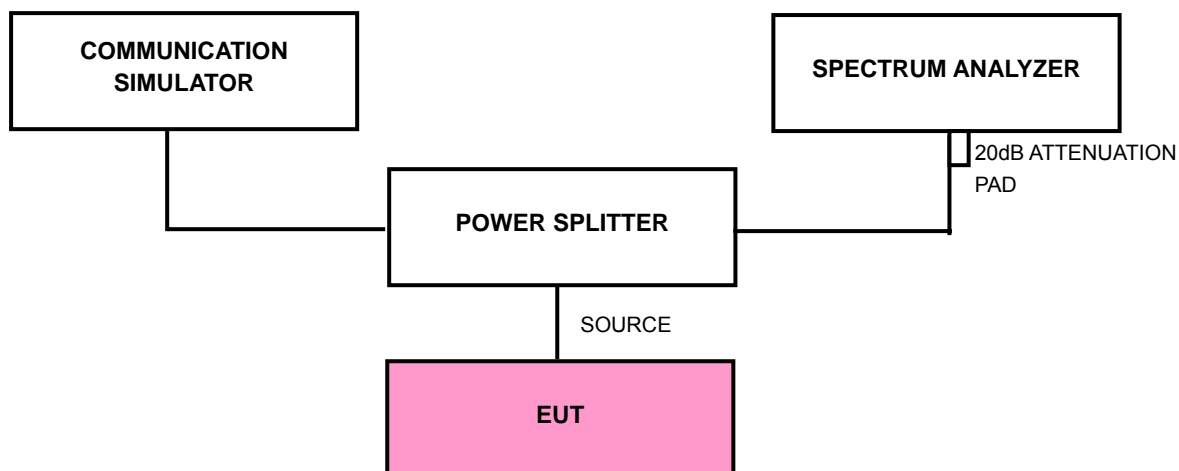 COMMUNICATION
SIMULATOR
SPECTRUM ANALYZER
20dB ATTENUATION
PAD
POWER SPLITTER
SOURCE
EUT